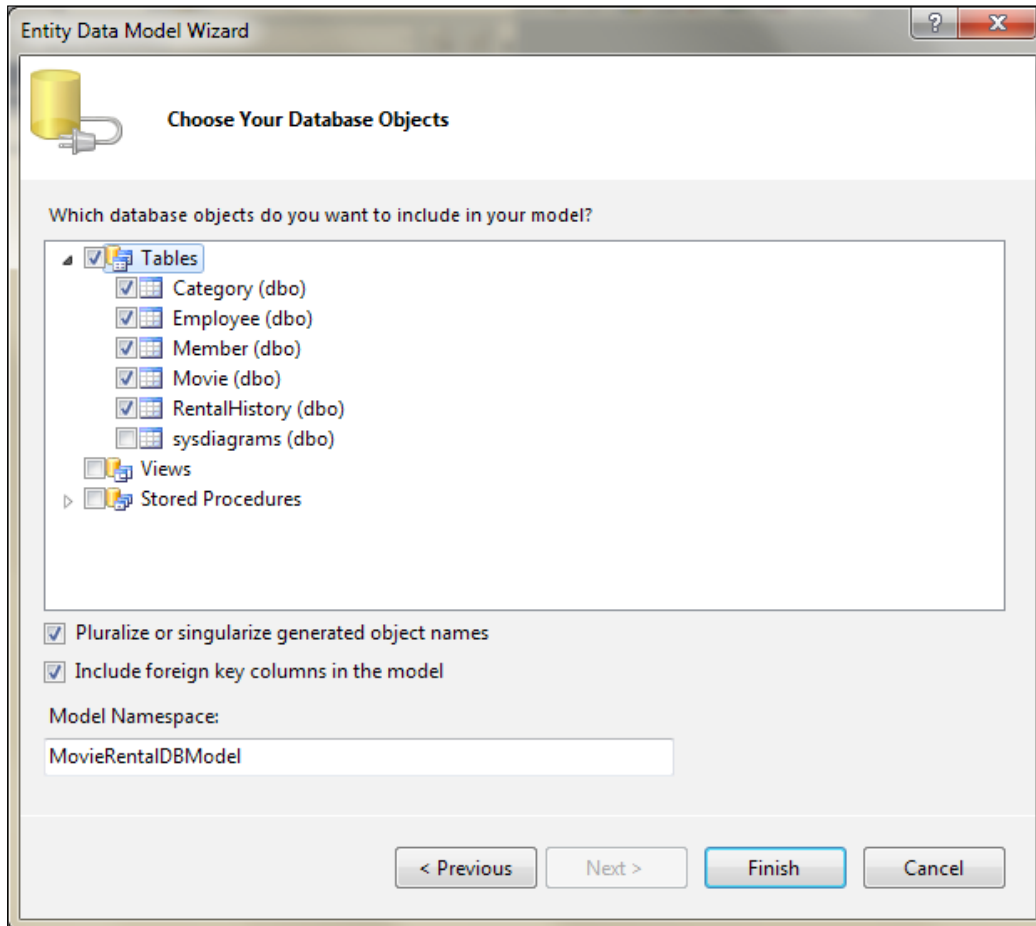 Entity Data Model Wizard
Choose Your Database Objects
Which database objects do you want to include in your model?
Tables
Category (dbo)
Employee (dbo)
Member (dbo)
Movie (dbo)
RentalHistory (dbo)
sysdiagrams (dbo)
Views
Stored Procedures
Pluralize or singularize generated object names
Include foreign key columns in the model
Model Namespace:
MovieRentalDBModel
< Previous Next > Finish Cancel